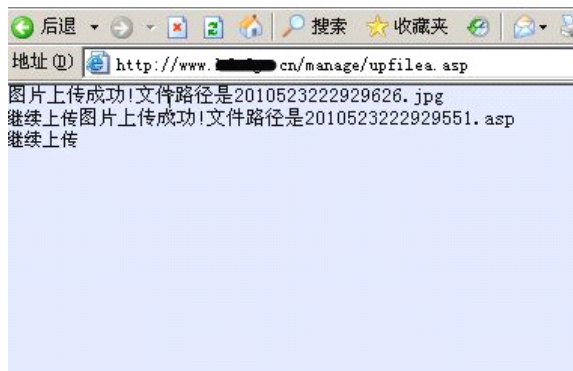 后退 搜索 收藏夹
地址(D) http://www. cn/manage/upfilea.asp
图片上传成功!文件路径是2010523222929626.jpg
继续上传图片上传成功!文件路径是2010523222929551.asp
继续上传